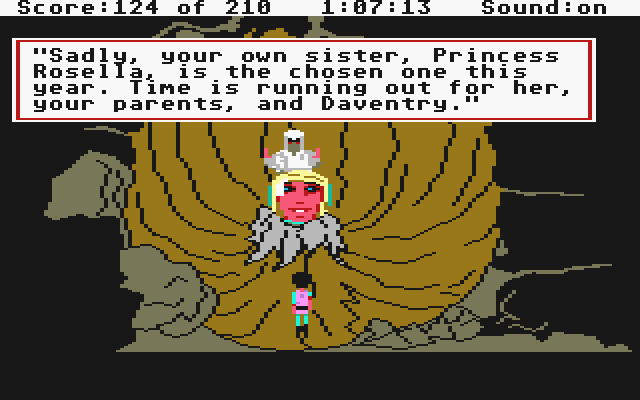 Score:124 of 210 1:07:13 Sound:on
"Sadly, your own sister, Princess
Rosella, is the chosen one this
year. Time is running out for her,
your parents, and Daventry."